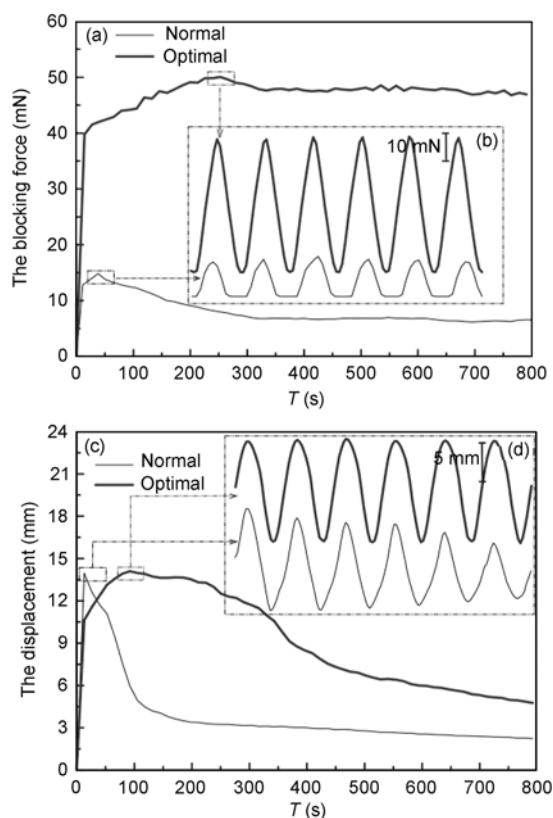 (a)
Normal
Optimal
60
50
40
30
20
10
0
The blocking force (mN)
10 mN
(b)
0 100 200 300 400 500 600 700 800
T (s)
(c)
Normal
Optimal
24
21
18
15
12
9
6
3
0
The displacement (mm)
5 mm
(d)
0 100 200 300 400 500 600 700 800
T (s)